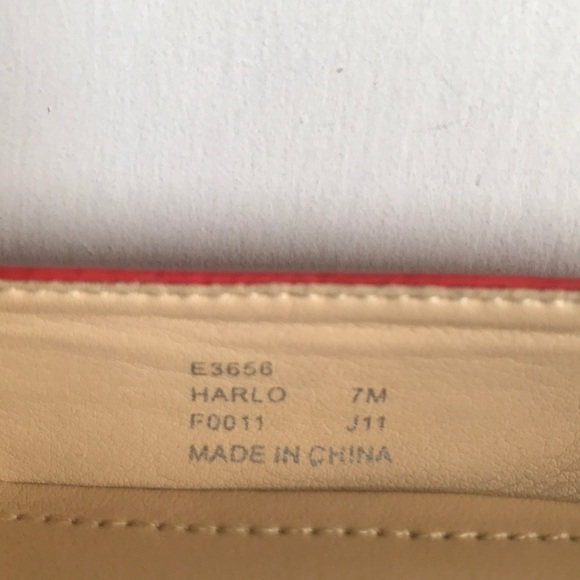 E3656
HARLO 7M
F0011 J11
MADE IN CHINA